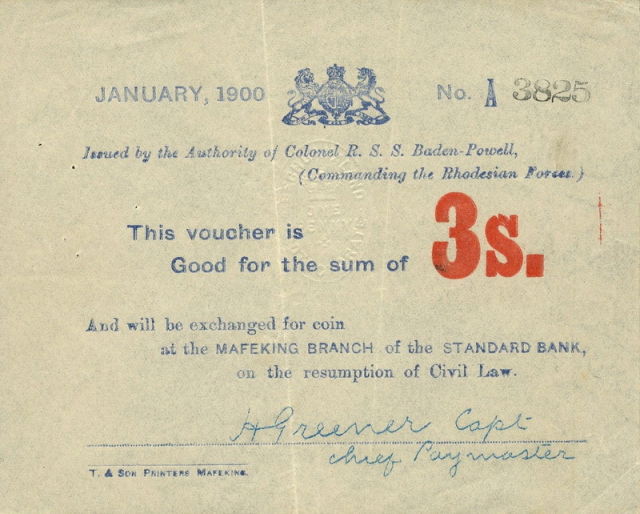 JANUARY, 1900 No. A 3825
Issued by the Authority of Colonel R. S. S. Baden-Powell,
(Commanding the Rhodesian Forces.)
This voucher is
Good for the sum of 3s.
And will be exchanged for coin
at the MAFEKING BRANCH of the STANDARD BANK,
on the resumption of Civil Law.
H Greener Capt
Chief Paymaster
T. & SON PRINTERS MAFEKING.